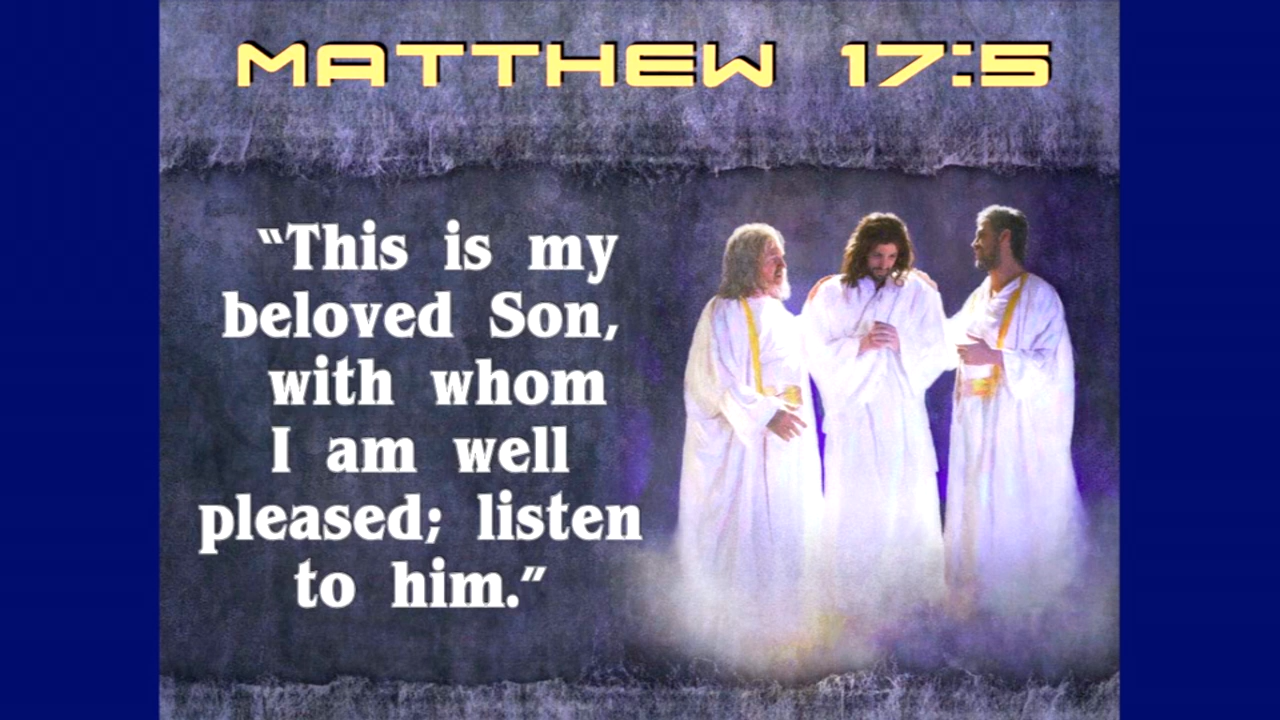 MATTHEW 17:5
“This is my
beloved Son,
with whom
I am well
pleased; listen
to him.”